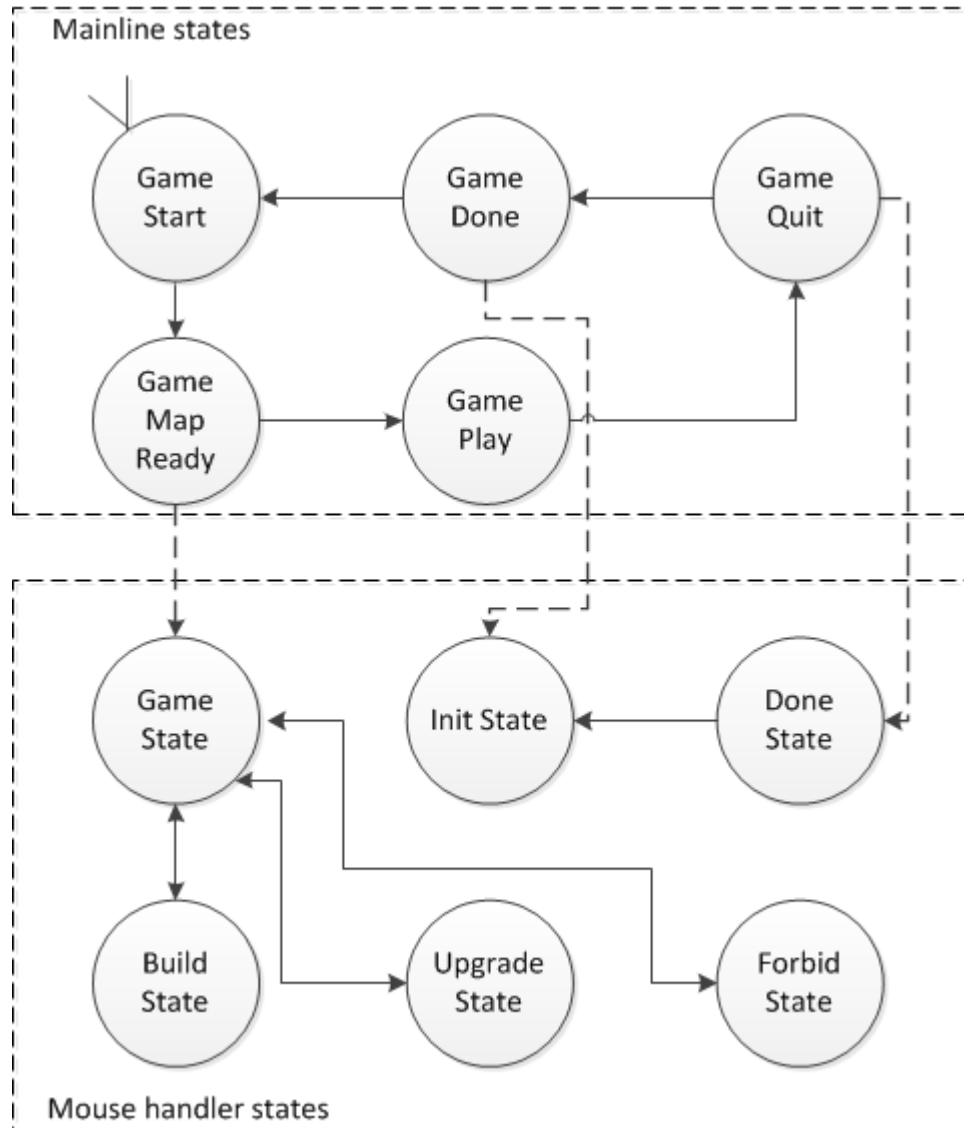 Mainline states
Game
Start
Game
Done
Game
Quit
Game
Map
Ready
Game
Play
Game
State
Init State
Done
State
Build
State
Upgrade
State
Forbid
State
Mouse handler states